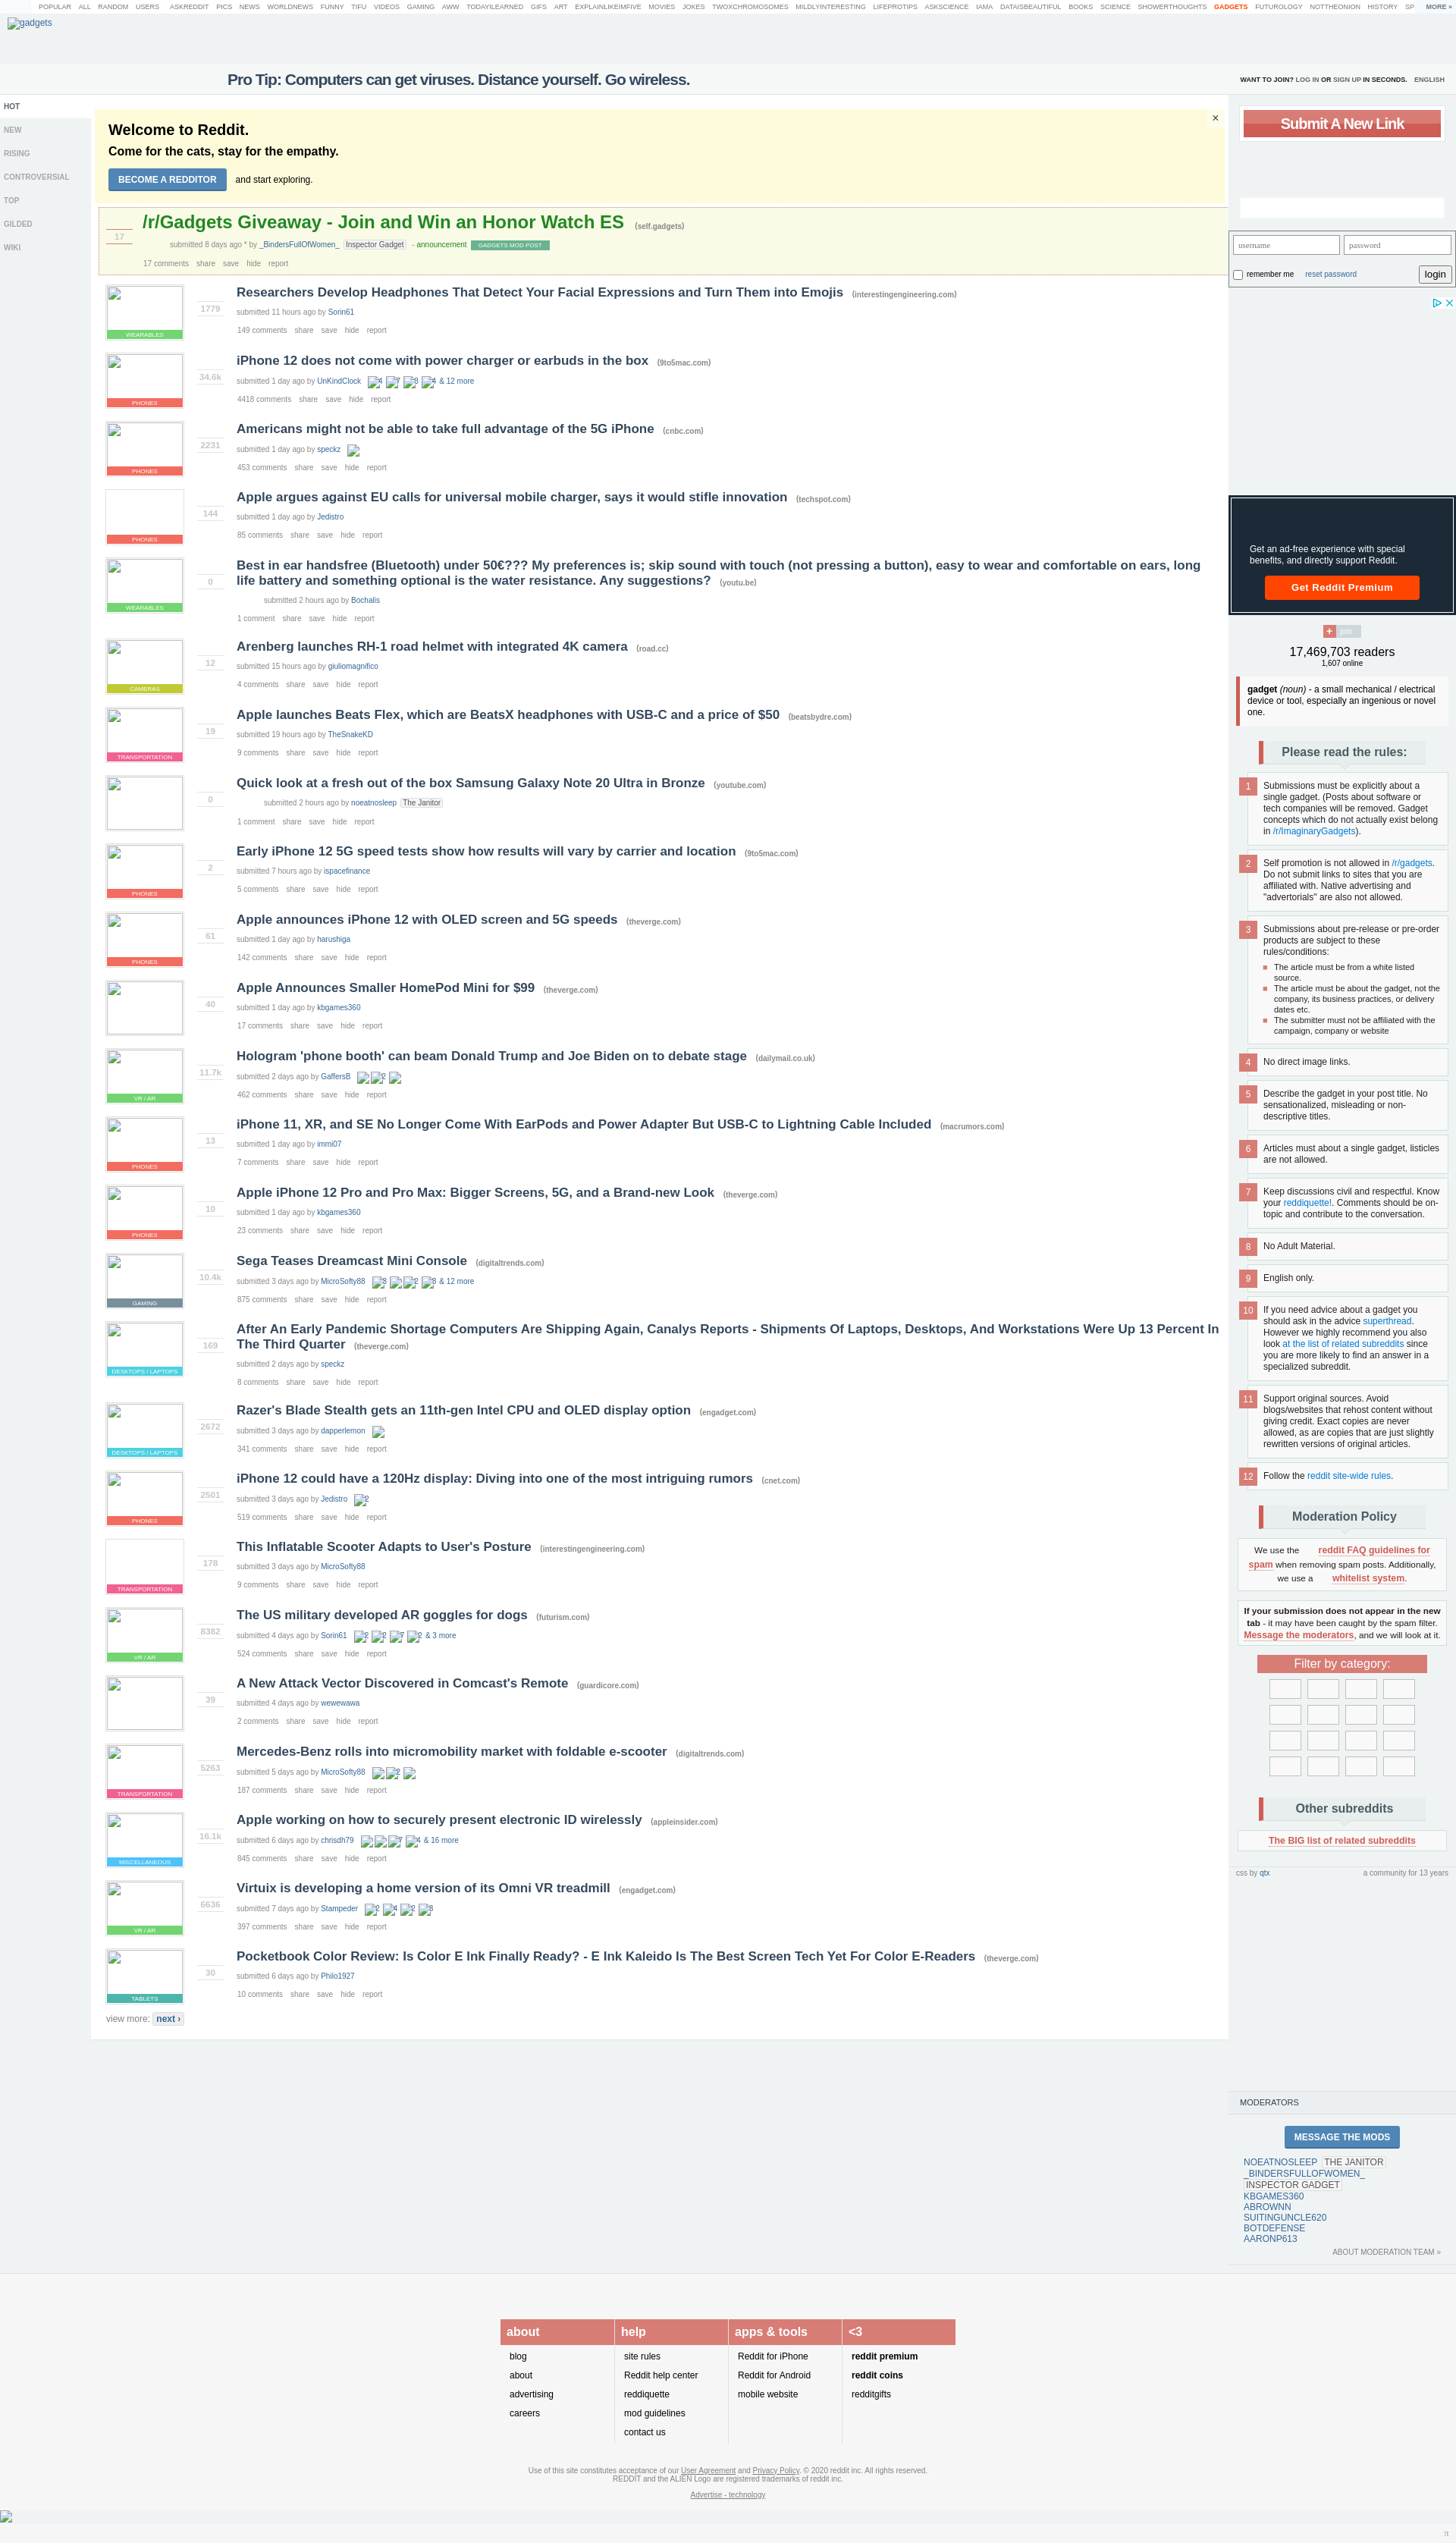 POPULAR ALL RANDOM USERS ASKREDDIT PICS NEWS WORLDNEWS FUNNY TIFU VIDEOS GAMING AWW TODAYILEARNED GIFS ART EXPLAINLIKEIMFIVE MOVIES JOKES TWOXCHROMOSOMES MILDLYINTERESTING LIFEPROTIPS ASKSCIENCE IAMA DATAISBEAUTIFUL BOOKS SCIENCE SHOWERTHOUGHTS GADGETS FUTUROLOGY NOTTHEONION HISTORY SP MORE »
gadgets
Pro Tip: Computers can get viruses. Distance yourself. Go wireless.
WANT TO JOIN? LOG IN OR SIGN UP IN SECONDS. ENGLISH
HOT
NEW
RISING
CONTROVERSIAL
TOP
GILDED
WIKI
Welcome to Reddit.
Come for the cats, stay for the empathy.
BECOME A REDDITOR and start exploring.
×
17
/r/Gadgets Giveaway - Join and Win an Honor Watch ES (self.gadgets)
submitted 8 days ago * by _BindersFullOfWomen_ Inspector Gadget - announcement GADGETS MOD POST
17 comments share save hide report
WEARABLES
1779
Researchers Develop Headphones That Detect Your Facial Expressions and Turn Them into Emojis (interestingengineering.com)
submitted 11 hours ago by Sorin61
149 comments share save hide report
PHONES
34.6k
iPhone 12 does not come with power charger or earbuds in the box (9to5mac.com)
submitted 1 day ago by UnKindClock 4 7 3 4 & 12 more
4418 comments share save hide report
PHONES
2231
Americans might not be able to take full advantage of the 5G iPhone (cnbc.com)
submitted 1 day ago by speckz
453 comments share save hide report
PHONES
144
Apple argues against EU calls for universal mobile charger, says it would stifle innovation (techspot.com)
submitted 1 day ago by Jedistro
85 comments share save hide report
WEARABLES
0
Best in ear handsfree (Bluetooth) under 50€??? My preferences is; skip sound with touch (not pressing a button), easy to wear and comfortable on ears, long
life battery and something optional is the water resistance. Any suggestions? (youtu.be)
submitted 2 hours ago by Bochalis
1 comment share save hide report
CAMERAS
12
Arenberg launches RH-1 road helmet with integrated 4K camera (road.cc)
submitted 15 hours ago by giuliomagnifico
4 comments share save hide report
TRANSPORTATION
19
Apple launches Beats Flex, which are BeatsX headphones with USB-C and a price of $50 (beatsbydre.com)
submitted 19 hours ago by TheSnakeKD
9 comments share save hide report
0
Quick look at a fresh out of the box Samsung Galaxy Note 20 Ultra in Bronze (youtube.com)
submitted 2 hours ago by noeatnosleep The Janitor
1 comment share save hide report
PHONES
2
Early iPhone 12 5G speed tests show how results will vary by carrier and location (9to5mac.com)
submitted 7 hours ago by ispacefinance
5 comments share save hide report
PHONES
61
Apple announces iPhone 12 with OLED screen and 5G speeds (theverge.com)
submitted 1 day ago by harushiga
142 comments share save hide report
40
Apple Announces Smaller HomePod Mini for $99 (theverge.com)
submitted 1 day ago by kbgames360
17 comments share save hide report
VR / AR
11.7k
Hologram 'phone booth' can beam Donald Trump and Joe Biden on to debate stage (dailymail.co.uk)
submitted 2 days ago by GaffersB 2
462 comments share save hide report
PHONES
13
iPhone 11, XR, and SE No Longer Come With EarPods and Power Adapter But USB-C to Lightning Cable Included (macrumors.com)
submitted 1 day ago by immi07
7 comments share save hide report
PHONES
10
Apple iPhone 12 Pro and Pro Max: Bigger Screens, 5G, and a Brand-new Look (theverge.com)
submitted 1 day ago by kbgames360
23 comments share save hide report
GAMING
10.4k
Sega Teases Dreamcast Mini Console (digitaltrends.com)
submitted 3 days ago by MicroSofty88 3 2 3 & 12 more
875 comments share save hide report
DESKTOPS / LAPTOPS
169
After An Early Pandemic Shortage Computers Are Shipping Again, Canalys Reports - Shipments Of Laptops, Desktops, And Workstations Were Up 13 Percent In
The Third Quarter (theverge.com)
submitted 2 days ago by speckz
8 comments share save hide report
DESKTOPS / LAPTOPS
2672
Razer's Blade Stealth gets an 11th-gen Intel CPU and OLED display option (engadget.com)
submitted 3 days ago by dapperlemon
341 comments share save hide report
PHONES
2501
iPhone 12 could have a 120Hz display: Diving into one of the most intriguing rumors (cnet.com)
submitted 3 days ago by Jedistro 2
519 comments share save hide report
TRANSPORTATION
178
This Inflatable Scooter Adapts to User's Posture (interestingengineering.com)
submitted 3 days ago by MicroSofty88
9 comments share save hide report
VR / AR
8382
The US military developed AR goggles for dogs (futurism.com)
submitted 4 days ago by Sorin61 2 2 7 2 & 3 more
524 comments share save hide report
39
A New Attack Vector Discovered in Comcast's Remote (guardicore.com)
submitted 4 days ago by wewewawa
2 comments share save hide report
TRANSPORTATION
5263
Mercedes-Benz rolls into micromobility market with foldable e-scooter (digitaltrends.com)
submitted 5 days ago by MicroSofty88 2
187 comments share save hide report
MISCELLANEOUS
16.1k
Apple working on how to securely present electronic ID wirelessly (appleinsider.com)
submitted 6 days ago by chrisdh79 7 4 & 16 more
845 comments share save hide report
VR / AR
6636
Virtuix is developing a home version of its Omni VR treadmill (engadget.com)
submitted 7 days ago by Stampeder 2 4 2 3
397 comments share save hide report
TABLETS
30
Pocketbook Color Review: Is Color E Ink Finally Ready? - E Ink Kaleido Is The Best Screen Tech Yet For Color E-Readers (theverge.com)
submitted 6 days ago by Philo1927
10 comments share save hide report
view more: next ›
Submit A New Link
username password
remember me reset password login
Get an ad-free experience with special
benefits, and directly support Reddit.
Get Reddit Premium
+ join
17,469,703 readers
1,607 online
gadget (noun) - a small mechanical / electrical
device or tool, especially an ingenious or novel
one.
Please read the rules:
1 Submissions must be explicitly about a
single gadget. (Posts about software or
tech companies will be removed. Gadget
concepts which do not actually exist belong
in /r/ImaginaryGadgets).
2 Self promotion is not allowed in /r/gadgets.
Do not submit links to sites that you are
affiliated with. Native advertising and
"advertorials" are also not allowed.
3 Submissions about pre-release or pre-order
products are subject to these
rules/conditions:
The article must be from a white listed
source.
The article must be about the gadget, not the
company, its business practices, or delivery
dates etc.
The submitter must not be affiliated with the
campaign, company or website
4 No direct image links.
5 Describe the gadget in your post title. No
sensationalized, misleading or non-
descriptive titles.
6 Articles must about a single gadget, listicles
are not allowed.
7 Keep discussions civil and respectful. Know
your reddiquette!. Comments should be on-
topic and contribute to the conversation.
8 No Adult Material.
9 English only.
10 If you need advice about a gadget you
should ask in the advice superthread.
However we highly recommend you also
look at the list of related subreddits since
you are more likely to find an answer in a
specialized subreddit.
11 Support original sources. Avoid
blogs/websites that rehost content without
giving credit. Exact copies are never
allowed, as are copies that are just slightly
rewritten versions of original articles.
12 Follow the reddit site-wide rules.
Moderation Policy
We use the reddit FAQ guidelines for
spam when removing spam posts. Additionally,
we use a whitelist system.
If your submission does not appear in the new
tab - it may have been caught by the spam filter.
Message the moderators, and we will look at it.
Filter by category:
Other subreddits
The BIG list of related subreddits
css by qtx a community for 13 years
MODERATORS
MESSAGE THE MODS
NOEATNOSLEEP THE JANITOR
_BINDERSFULLOFWOMEN_
INSPECTOR GADGET
KBGAMES360
ABROWNN
SUITINGUNCLE620
BOTDEFENSE
AARONP613
ABOUT MODERATION TEAM »
about
blog
about
advertising
careers
help
site rules
Reddit help center
reddiquette
mod guidelines
contact us
apps & tools
Reddit for iPhone
Reddit for Android
mobile website
<3
reddit premium
reddit coins
redditgifts
Use of this site constitutes acceptance of our User Agreement and Privacy Policy. © 2020 reddit inc. All rights reserved.
REDDIT and the ALIEN Logo are registered trademarks of reddit inc.
Advertise - technology